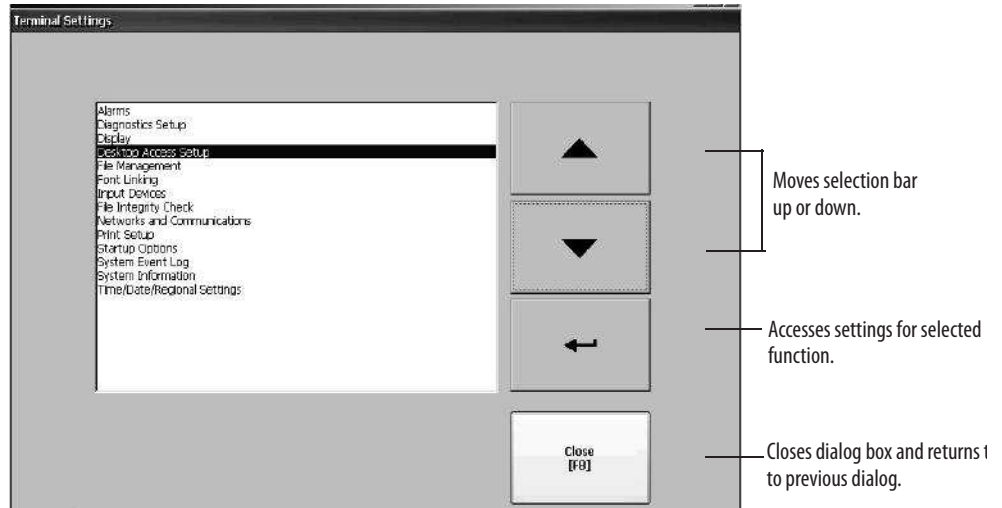 Terminal Settings
Alarms
Diagnostics Setup
Display
Desktop Access Setup
File Management
Font Linking
Input Devices
File Integrity Check
Networks and Communications
Print Setup
Startup Options
System Event Log
System Information
Time/Date/Regional Settings
Moves selection bar
up or down.
Accesses settings for selected
function.
Close
[F8]
Closes dialog box and returns t
to previous dialog.